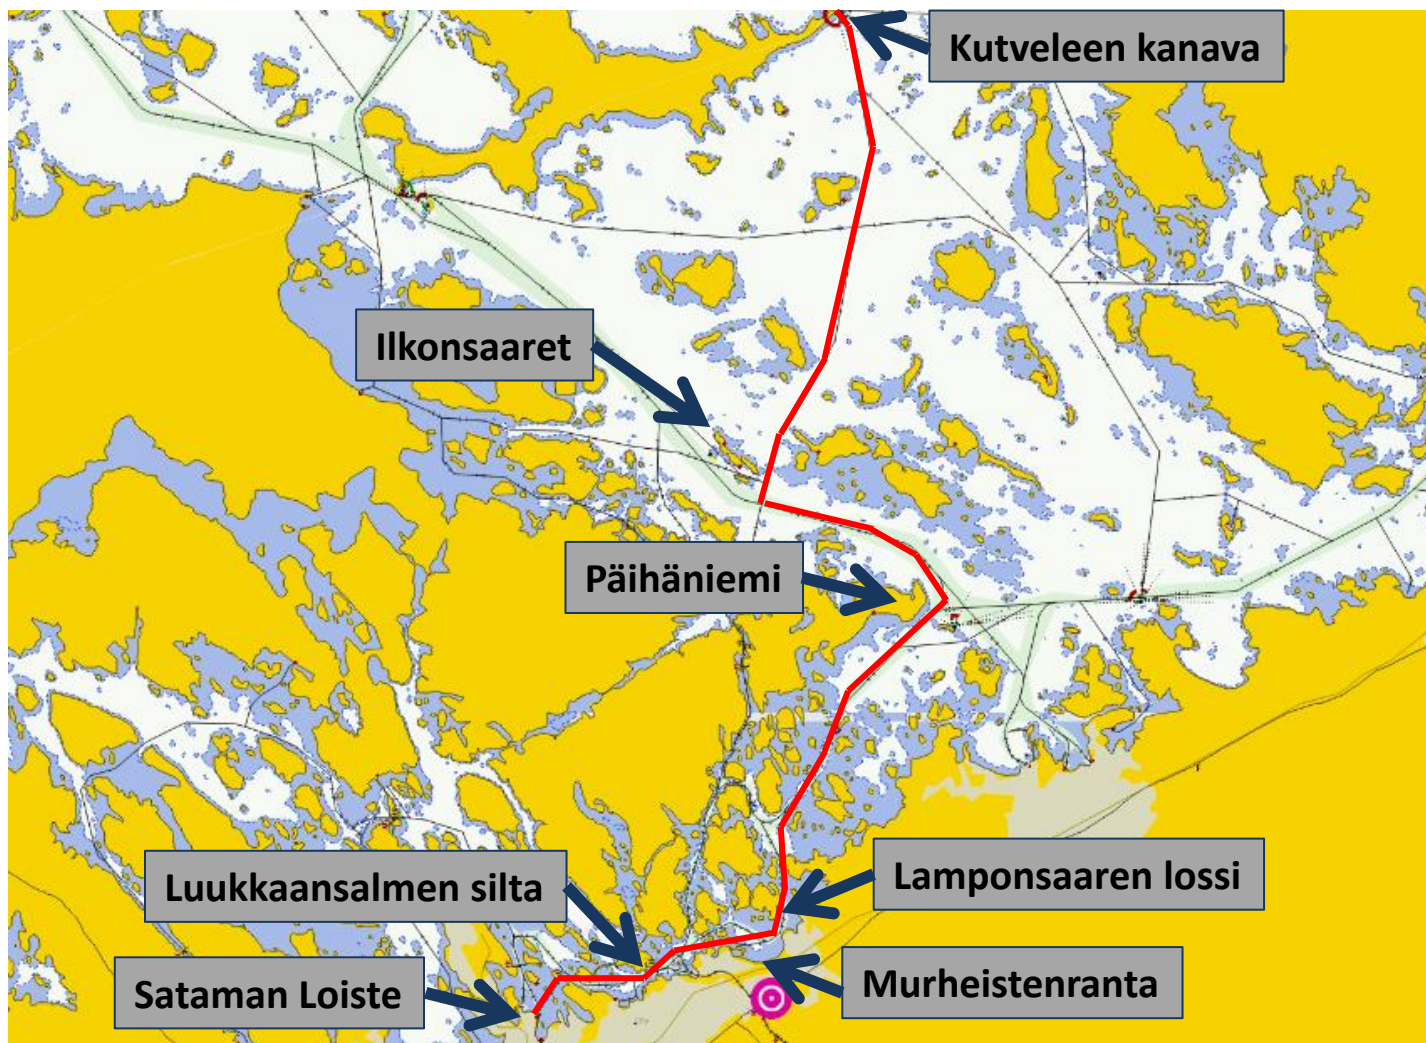 Kutveleen kanava
Ilkonsaaret
Päihäniemi
Luukkaansalmen silta
Lamponsaaren lossi
Sataman Loiste
Murheistenranta